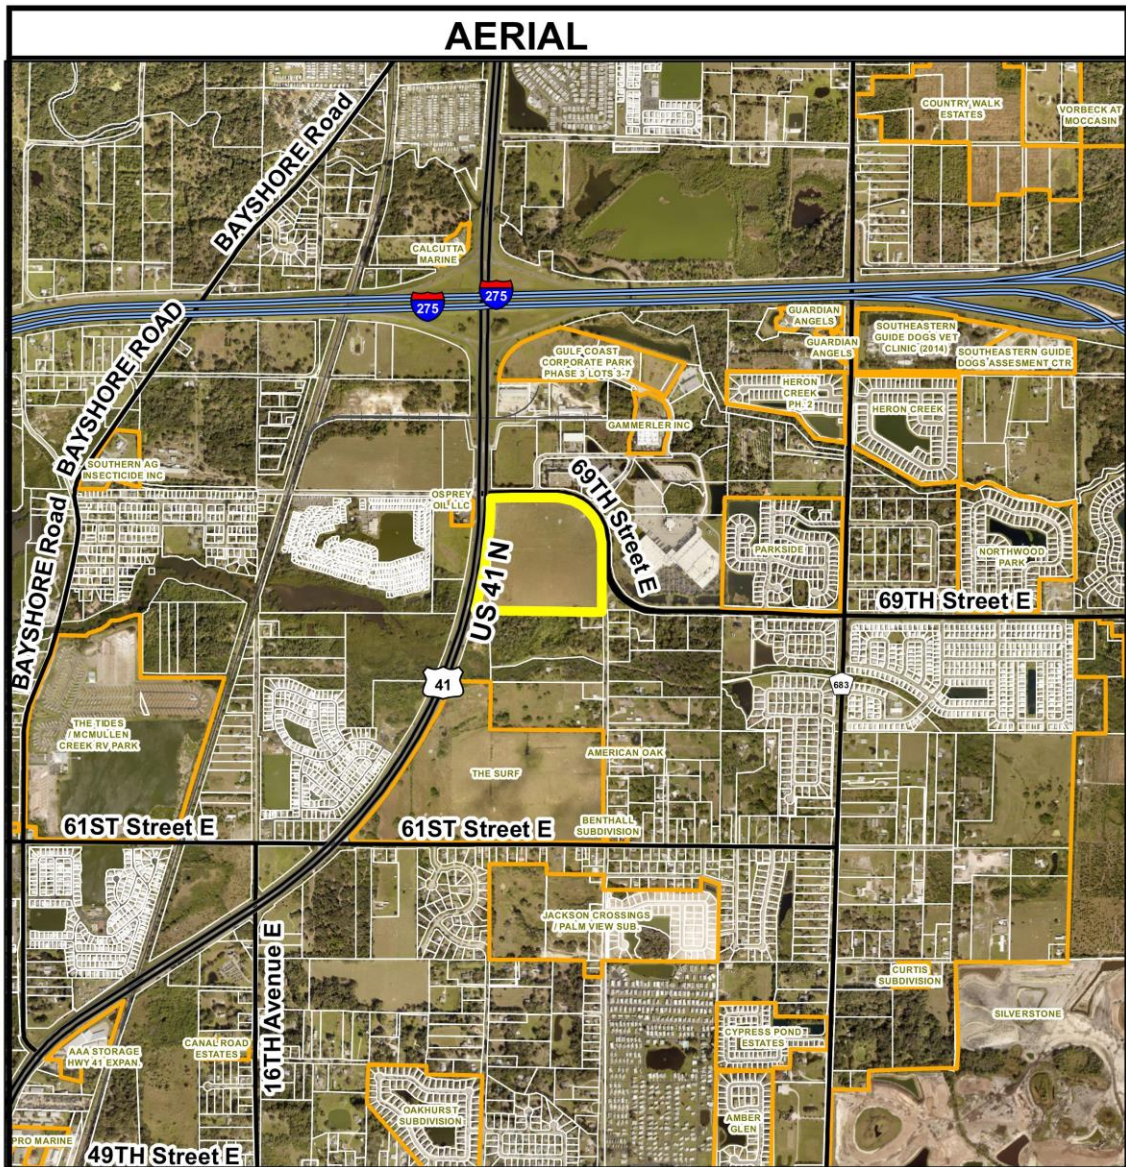 AERIAL
BAYSHORE Road
COUNTRY WALK
ESTATES
VORBECK AT
MOCCASIN
CALCUTTA
MARINE
275
275
BAYSHORE ROAD
GUARDIAN
ANGELS
GUARDIAN
ANGELS
SOUTHEASTERN
GUIDE DOGS VET
CLINIC (2014)
SOUTHEASTERN GUIDE
DOGS ASSESMENT CTR
GULF COAST
CORPORATE PARK
PHASE 3 LOTS 3-7
HERON
CREEK
PH. 2
HERON CREEK
GAMMERLER INC
BAYSHORE ROAD
SOUTHERN AG
INSECTICIDE INC
OSPREY
OIL LLC
69TH Street E
BAYSHORE Road
US 41 N
PARKSIDE
NORTHWOOD
PARK
69TH Street E
41
683
THE TIDES
/ MCMULLEN
CREEK RV PARK
AMERICAN OAK
THE SURF
61ST Street E
61ST Street E
BENTHALL
SUBDIVISION
JACKSON CROSSINGS
/ PALM VIEW SUB.
16TH Avenue E
CURTIS
SUBDIVISION
SILVERSTONE
AAA STORAGE
HWY 41 EXPAN.
CANAL ROAD
ESTATES
CYPRESS POND
ESTATES
OAKHURST
SUBDIVISION
AMBER
GLEN
PRO MARINE
49TH Street E